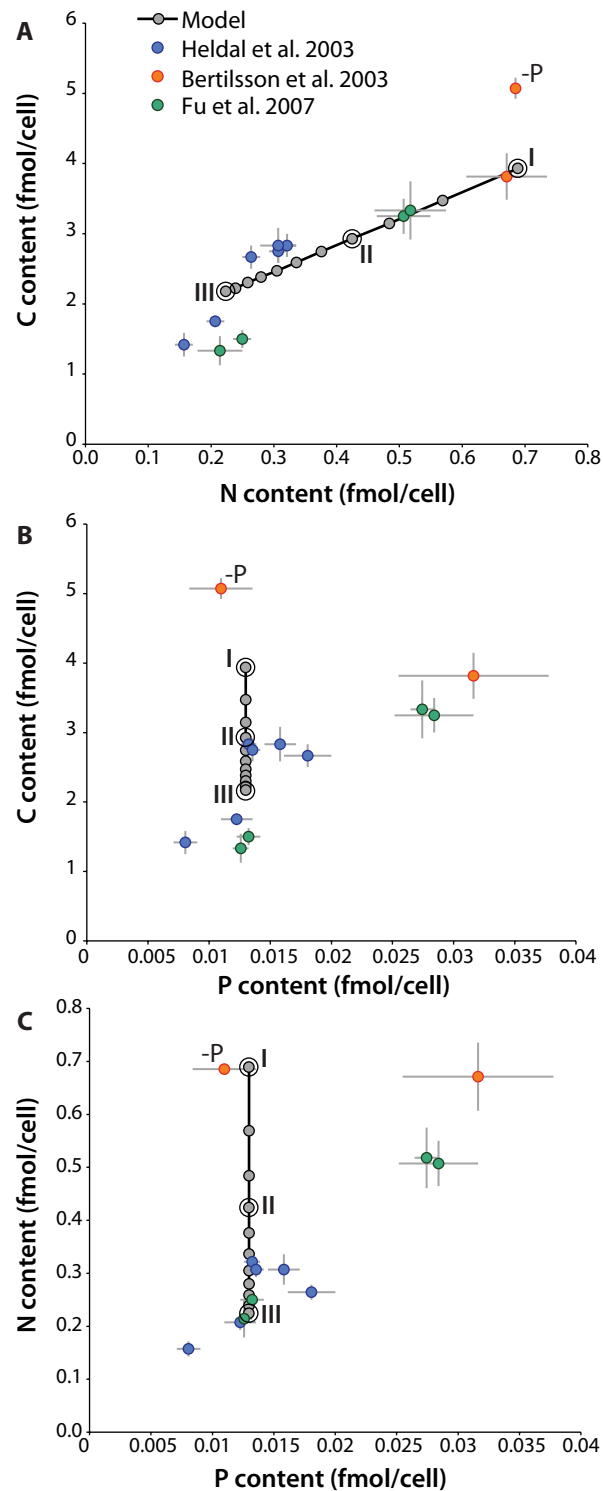 A
Model
Heldal et al. 2003
Bertilsson et al. 2003
Fu et al. 2007
-P
I
II
III
6
5
4
3
2
1
0
C content (fmol/cell)
0.0 0.1 0.2 0.3 0.4 0.5 0.6 0.7 0.8
N content (fmol/cell)
B
-P
I
II
III
6
5
4
3
2
1
0
C content (fmol/cell)
0 0.005 0.01 0.015 0.02 0.025 0.03 0.035 0.04
P content (fmol/cell)
C
-P
I
II
III
0.8
0.7
0.6
0.5
0.4
0.3
0.2
0.1
0.0
N content (fmol/cell)
0 0.005 0.01 0.015 0.02 0.025 0.03 0.035 0.04
P content (fmol/cell)